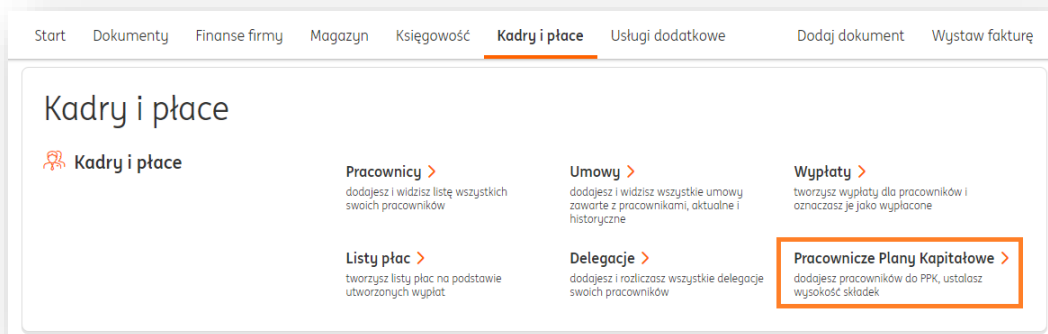 Start Dokumenty Finanse firmy Magazyn Księgowość Kadry i płace Usługi dodatkowe Dodaj dokument Wystaw fakturę
Kadry i płace
Kadry i płace
Pracownicy >
dodajesz i widzisz listę wszystkich
swoich pracowników
Umowy >
dodajesz i widzisz wszystkie umowy
zawarte z pracownikami, aktualne i
historyczne
Wypłaty >
tworzysz wypłaty dla pracowników i
oznaczasz je jako wypłacone
Listy płac >
tworzysz listy płac na podstawie
utworzonych wypłat
Delegacje >
dodajesz i rozliczasz wszystkie delegacje
swoich pracowników
Pracownicze Plany Kapitałowe >
dodajesz pracowników do PPK, ustalasz
wysokość składek